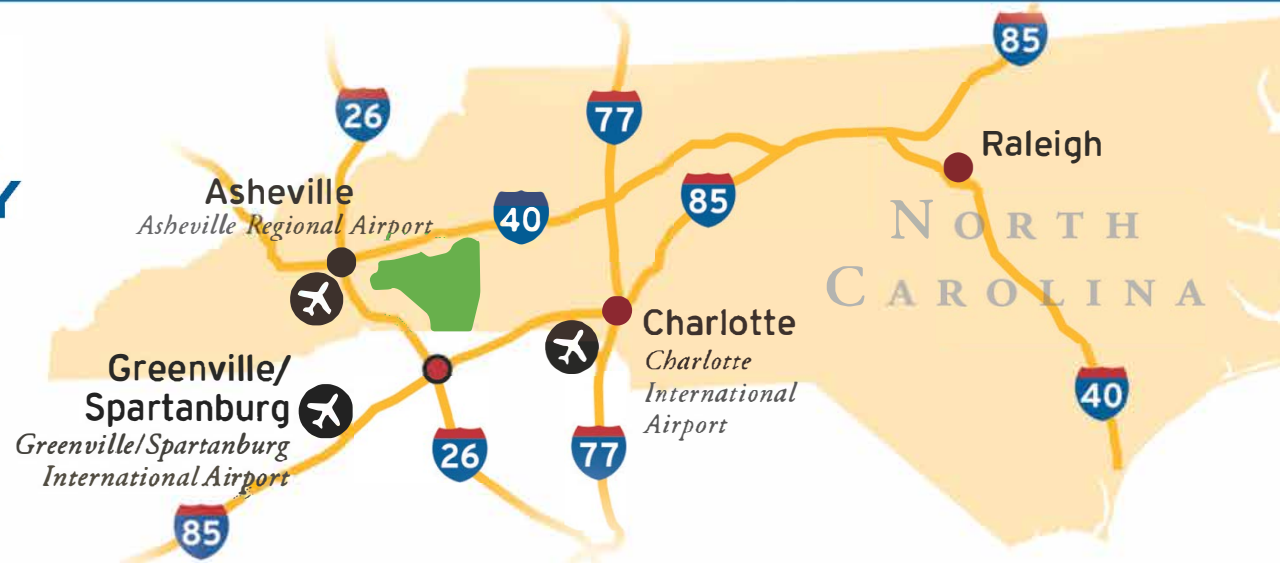 85
26
77
Raleigh
Y
Asheville
Asheville Regional Airport
40
85
NORTH
CAROLINA
Charlotte
Charlotte
International
Airport
Greenville/
Spartanburg
Greenville/Spartanburg
International Airport
40
26
77
85